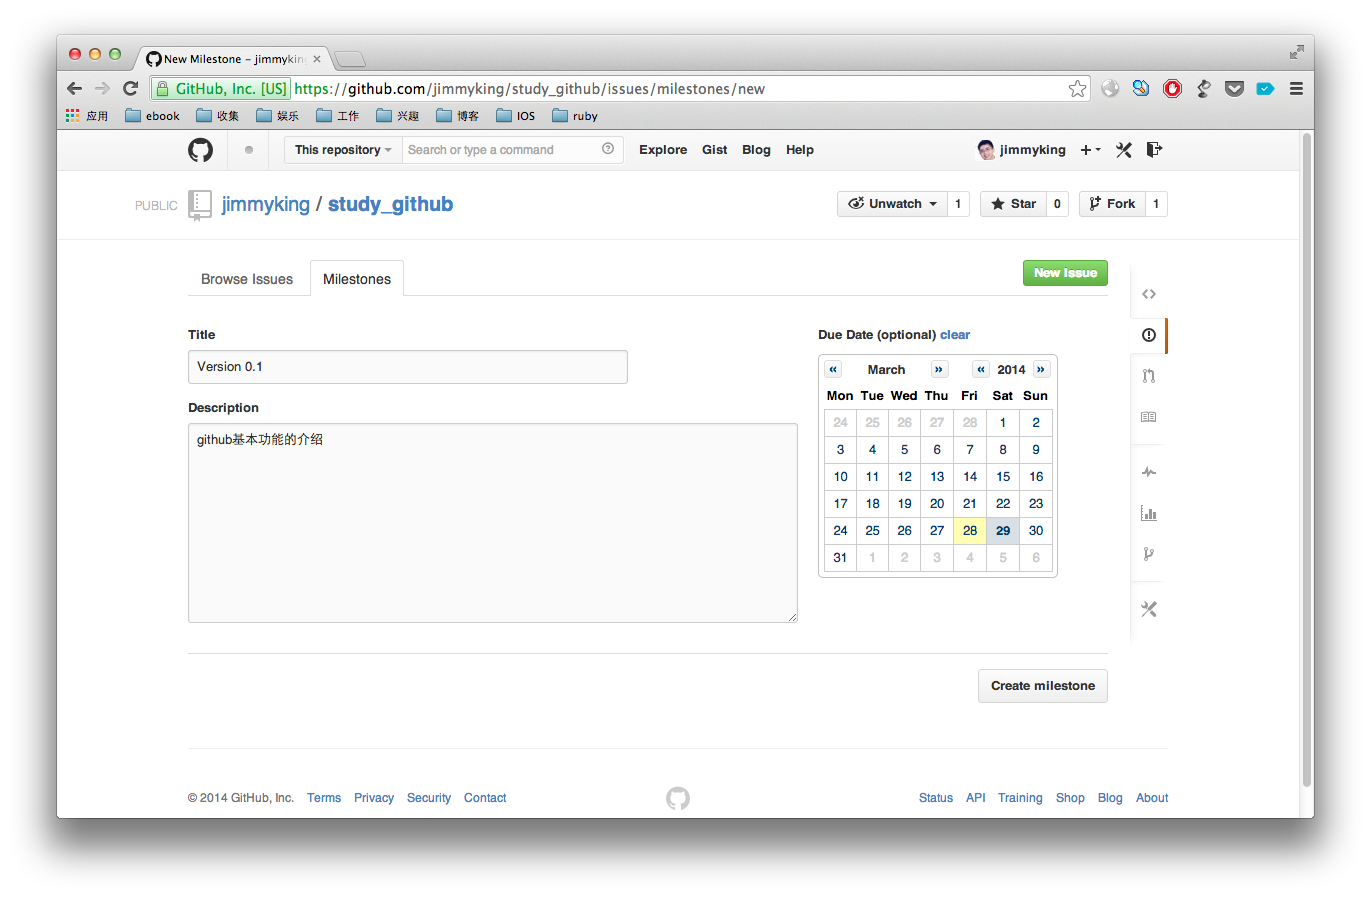 New Milestone – jimmykin
GitHub, Inc. [US] https://github.com/jimmyking/study_github/issues/milestones/new
应用 ebook 收集 娱乐 工作 兴趣 博客 IOS ruby
This repository Search or type a command Explore Gist Blog Help jimmyking
PUBLIC jimmyking / study_github Unwatch 1 Star 0 Fork 1
Browse Issues Milestones New Issue
Title
Version 0.1
Description
github基本功能的介绍
Due Date (optional) clear
« March » « 2014 »
Mon Tue Wed Thu Fri Sat Sun
24 25 26 27 28 1 2
3 4 5 6 7 8 9
10 11 12 13 14 15 16
17 18 19 20 21 22 23
24 25 26 27 28 29 30
31 1 2 3 4 5 6
Create milestone
© 2014 GitHub, Inc. Terms Privacy Security Contact Status API Training Shop Blog About